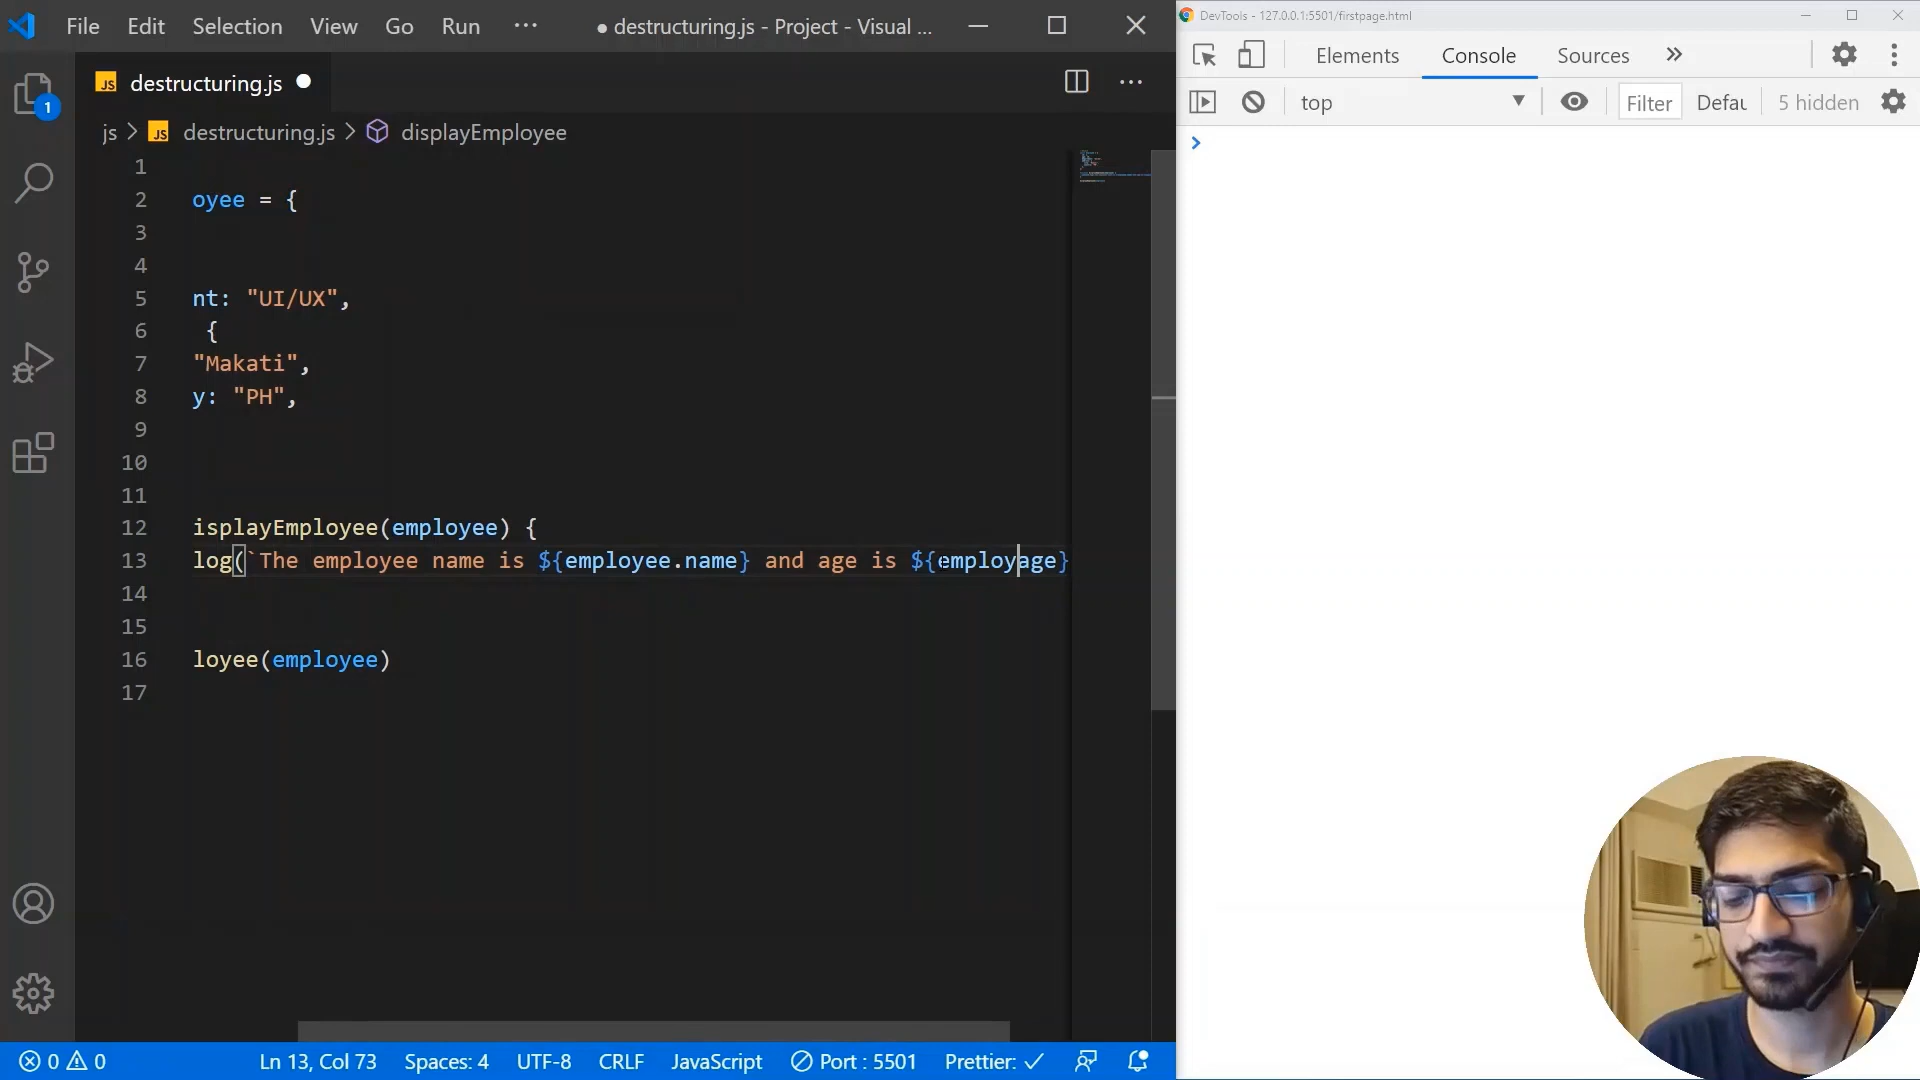 File Edit Selection View Go Run ··· ● destructuring.js - Project - Visual ...
JS destructuring.js ●
js > JS destructuring.js > displayEmployee
1
2 oyee = {
3
4
5 nt: "UI/UX",
6 {
7 "Makati",
8 y: "PH",
9
10
11
12 isplayEmployee(employee) {
13 log(`The employee name is ${employee.name} and age is ${employage}
14
15
16 loyee(employee)
17
1
0 0 Ln 13, Col 73 Spaces: 4 UTF-8 CRLF JavaScript Port : 5501 Prettier: ✓
DevTools - 127.0.0.1:5501/firstpage.html
Elements Console Sources »
top ▼ Filter Defau 5 hidden
>